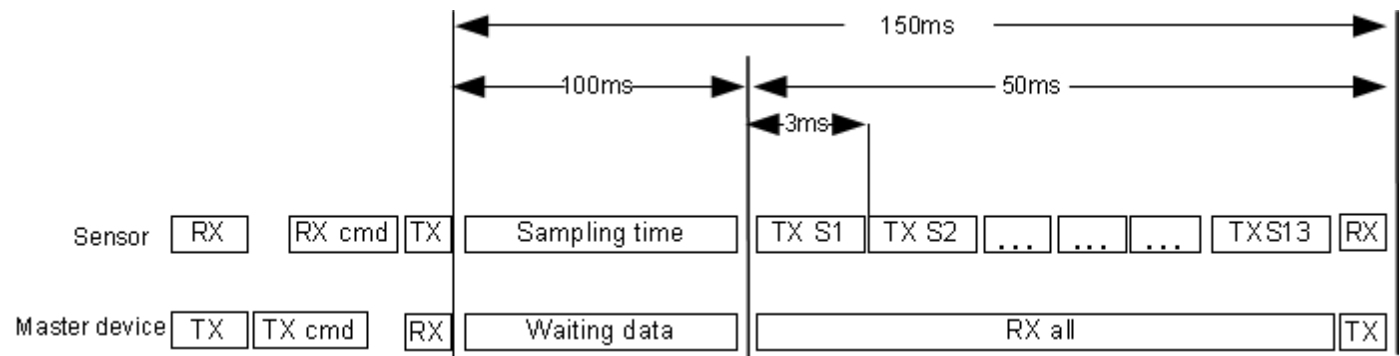 150ms
100ms 50ms
3ms
Sensor RX RX cmd TX Sampling time TX S1 TX S2 ... ... ... TXS13 RX
Master device TX TX cmd RX Waiting data RX all TX